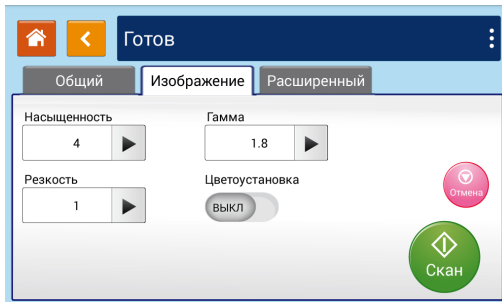 Готов
Общий Изображение Расширенный
Насыщенность Гамма
4 1.8
Резкость Цветоустановка
1 ВЫКЛ
Отмена
Скан